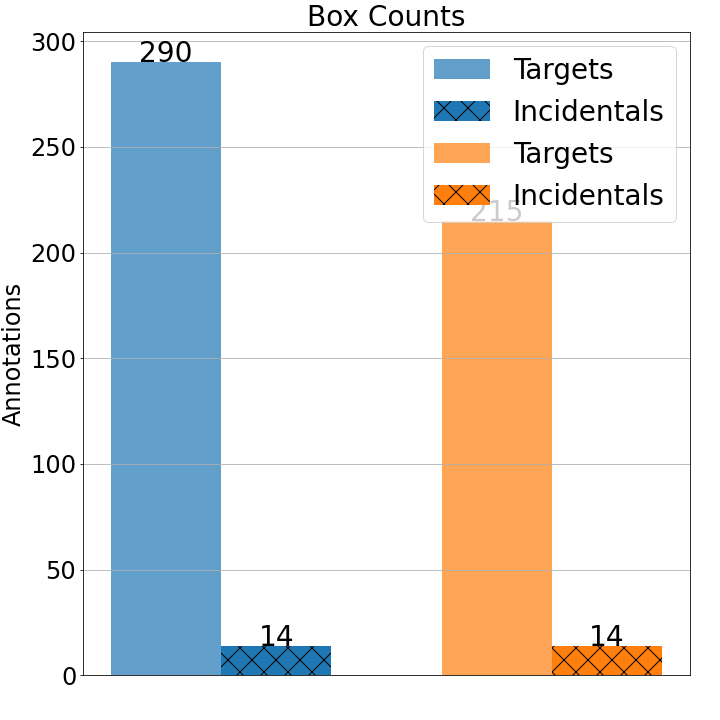 Box Counts
Annotations
300
250
200
150
100
50
0
290
14
215
14
Targets
Incidentals
Targets
Incidentals